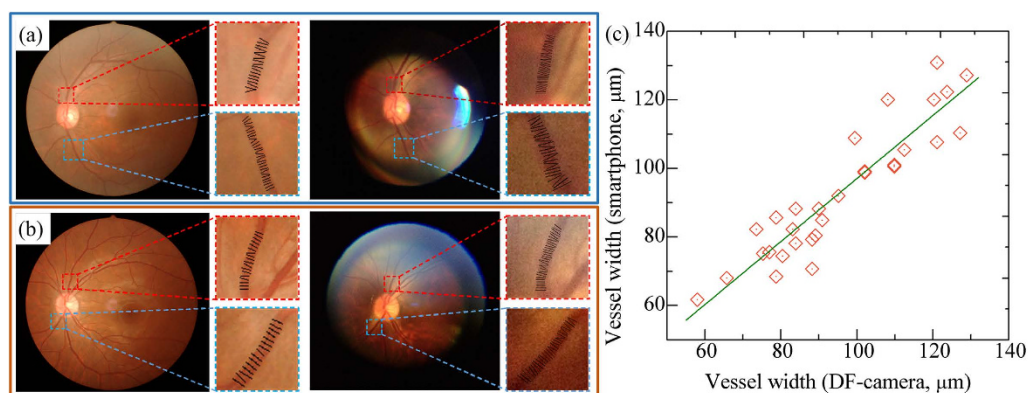 (a)
(b)
(c)
140
120
100
80
60
60
80
100
120
140
Vessel width (smartphone, μm)
Vessel width (DF-camera, μm)